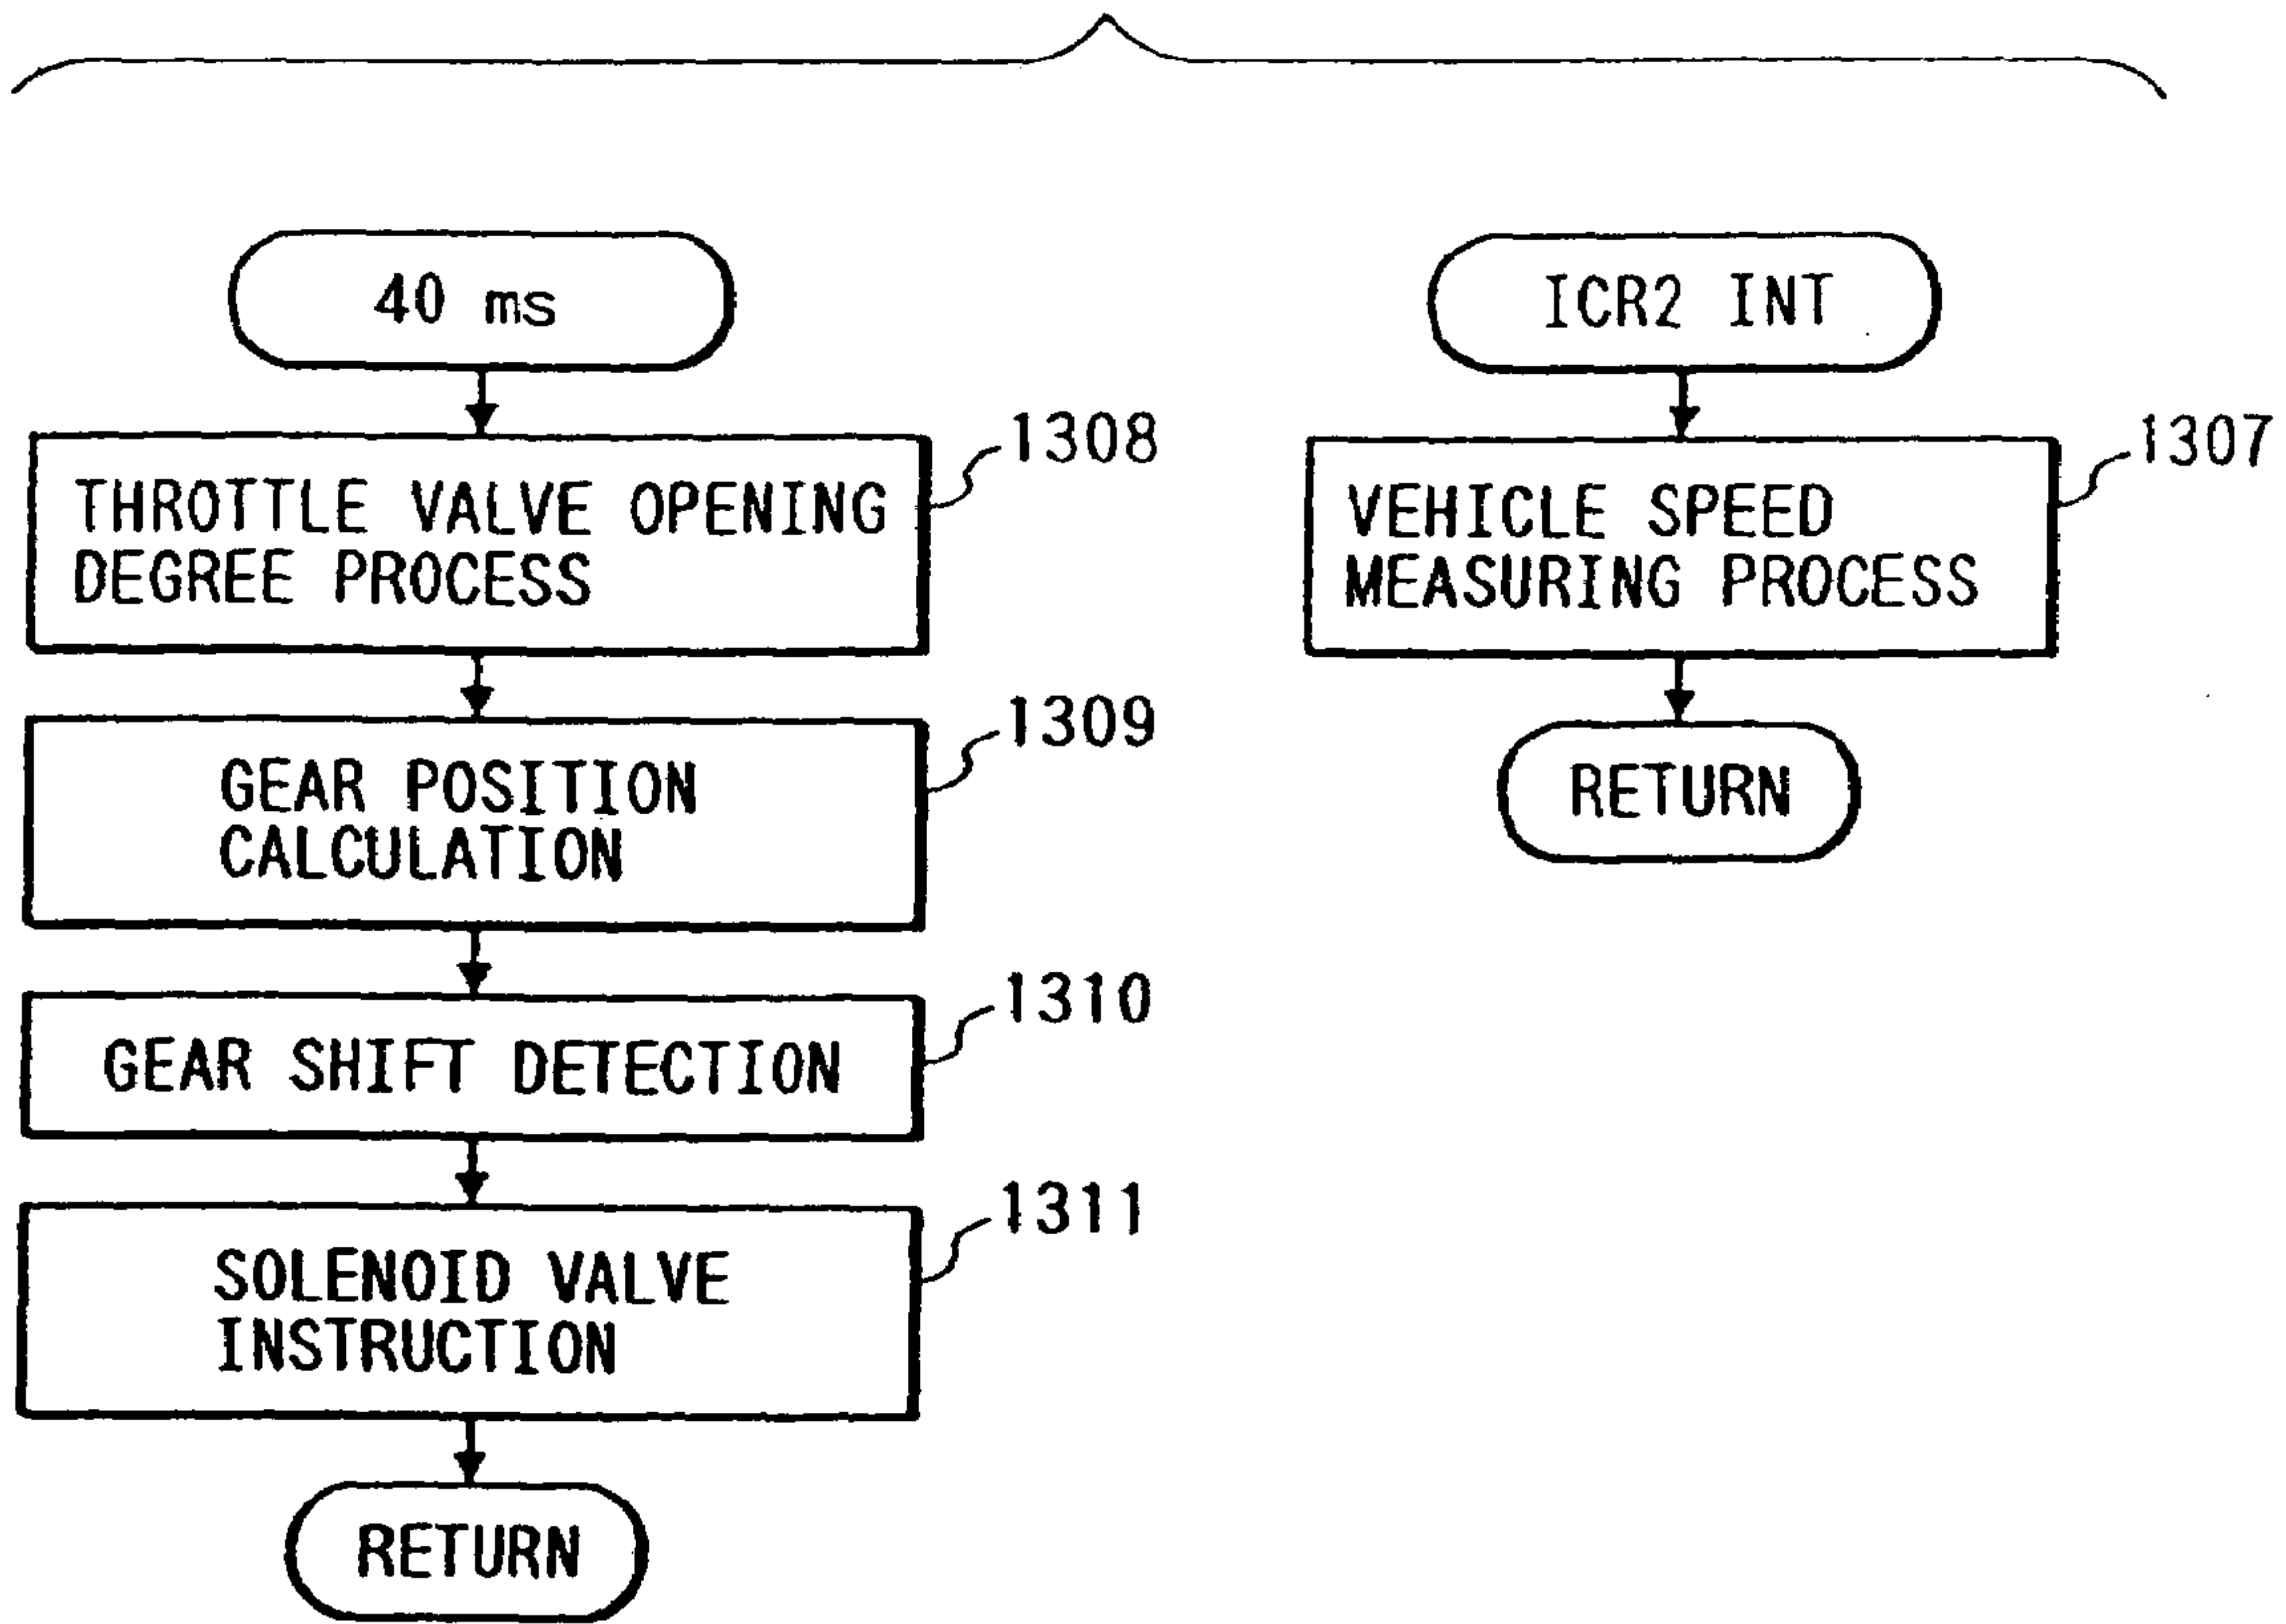 40 ms
1308
THROTTLE VALVE OPENING
DEGREE PROCESS
1309
GEAR POSITION
CALCULATION
1310
GEAR SHIFT DETECTION
1311
SOLENOID VALVE
INSTRUCTION
RETURN
ICR2 INT
1307
VEHICLE SPEED
MEASURING PROCESS
RETURN